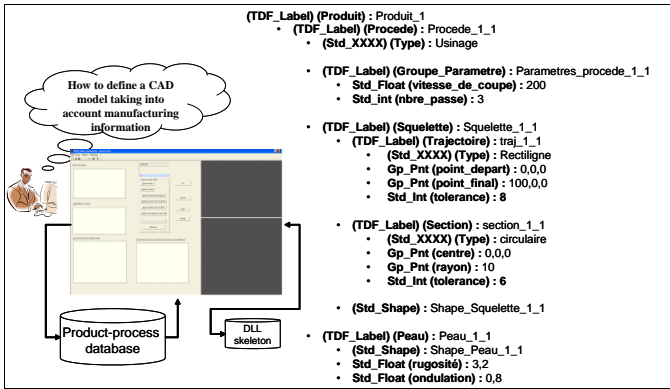 (TDF_Label) (Produit) : Produit_1
• (TDF_Label) (Procede) : Procede_1_1
• (Std_XXXX) (Type) : Usinage
• (TDF_Label) (Groupe_Parametre) : Parametres_procede_1_1
• Std_Float (vitesse_de_coupe) : 200
• Std_int (nbre_passe) : 3
• (TDF_Label) (Squelette) : Squelette_1_1
• (TDF_Label) (Trajectoire) : traj_1_1
• (Std_XXXX) (Type) : Rectiligne
• Gp_Pnt (point_depart) : 0,0,0
• Gp_Pnt (point_final) : 100,0,0
• Std_Int (tolerance) : 8
• (TDF_Label) (Section) : section_1_1
• (Std_XXXX) (Type) : circulaire
• Gp_Pnt (centre) : 0,0,0
• Gp_Pnt (rayon) : 10
• Std_Int (tolerance) : 6
• (Std_Shape) : Shape_Squelette_1_1
• (TDF_Label) (Peau) : Peau_1_1
• (Std_Shape) : Shape_Peau_1_1
• Std_Float (rugosité) : 3,2
• Std_Float (ondulation) : 0,8
How to define a CAD
model taking into
account manufacturing
information
Product-process
database
DLL
skeleton